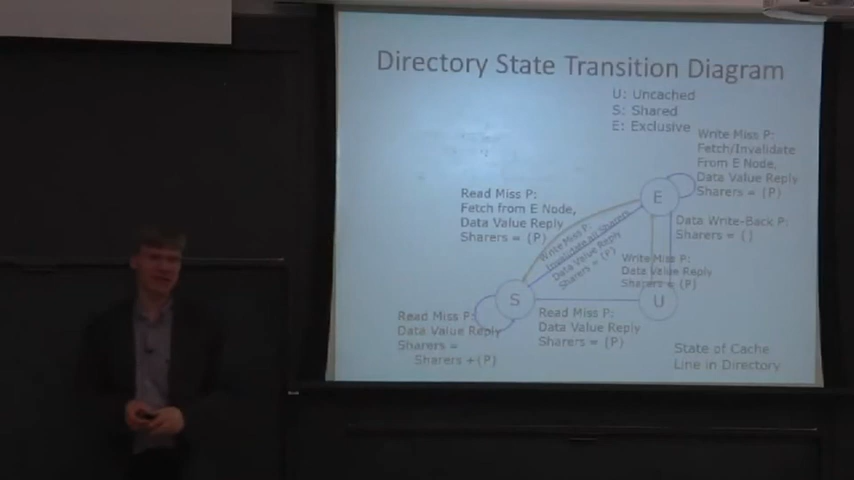 Directory State Transition Diagram
U: Uncached
S: Shared
E: Exclusive
Write Miss P:
Fetch/Invalidate
From E Node,
Data Value Reply
Sharers = {P}
Read Miss P:
Fetch from E Node,
Data Value Reply
Sharers = {P}
E
Write Miss P:
Invalidate all Sharers
Data Value Reply
Sharers = {P}
Data Write-Back P:
Sharers = {}
Write Miss P:
Data Value Reply
Sharers = {P}
S
U
Read Miss P:
Data Value Reply
Sharers =
Sharers +{P}
Read Miss P:
Data Value Reply
Sharers = {P}
State of Cache
Line in Directory